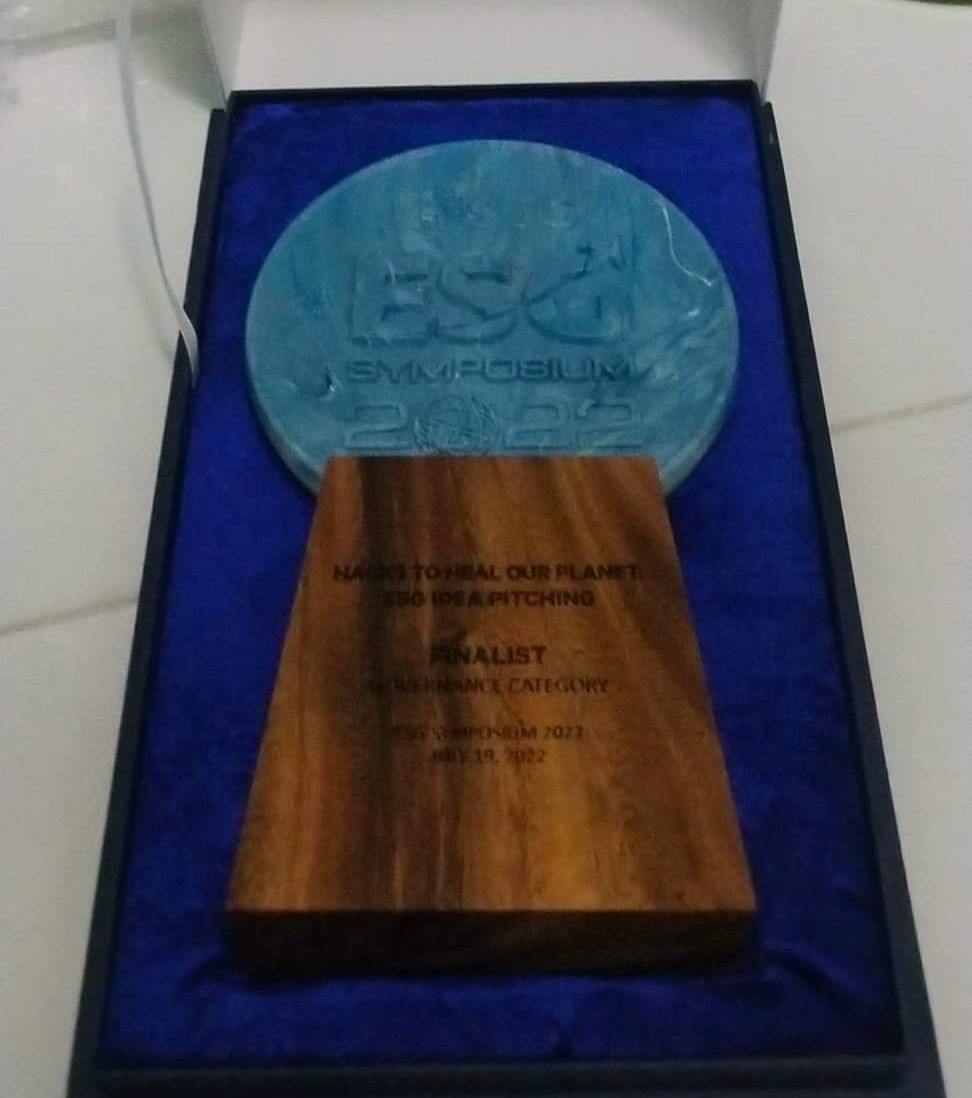 ESG
SYMPOSIUM
2022
HACKS TO HEAL OUR PLANET:
ESG IDEA PITCHING
FINALIST
GOVERNANCE CATEGORY
ESG SYMPOSIUM 2022
JULY 19, 2022